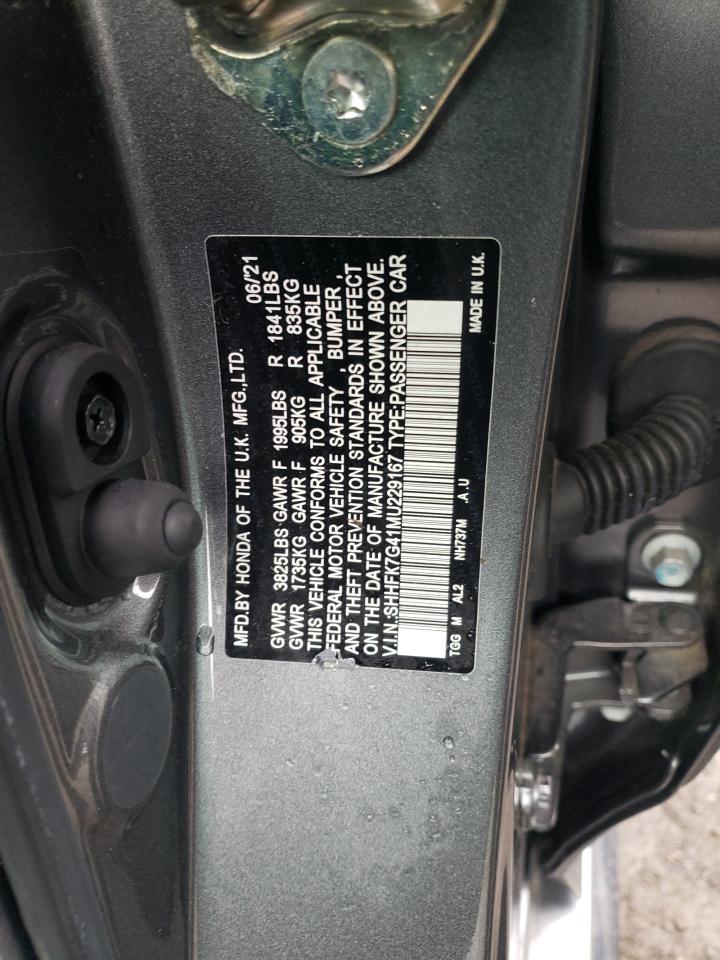 MFD.BY HONDA OF THE U.K. MFG.,LTD. 06/'21
GVWR 3825LBS GAWR F 1995LBS R 1841LBS
GVWR 1735KG GAWR F 905KG R 835KG
THIS VEHICLE CONFORMS TO ALL APPLICABLE
FEDERAL MOTOR VEHICLE SAFETY , BUMPER ,
AND THEFT PREVENTION STANDARDS IN EFFECT
ON THE DATE OF MANUFACTURE SHOWN ABOVE.
V.I.N.:SHHFK7G41MU229167 TYPE:PASSENGER CAR
TGG M AL2 NH737M .A .U MADE IN U.K.